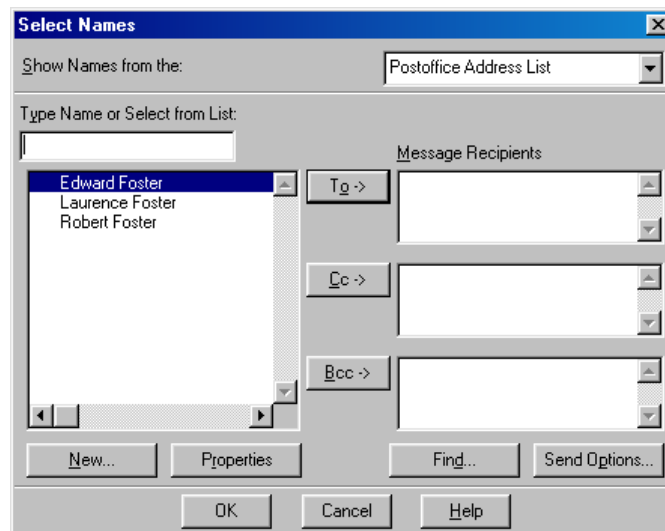 Select Names
Show Names from the:
Postoffice Address List
Type Name or Select from List:
Message Recipients
Edward Foster
Laurence Foster
Robert Foster
To ->
Cc ->
Bcc ->
New...
Properties
Find...
Send Options...
OK
Cancel
Help